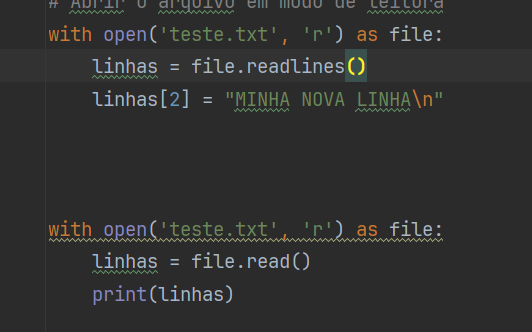 # Abrir o arquivo em modo de leitora
with open('teste.txt', 'r') as file:
    linhas = file.readlines()
    linhas[2] = "MINHA NOVA LINHA\n"
with open('teste.txt', 'r') as file:
    linhas = file.read()
    print(linhas)